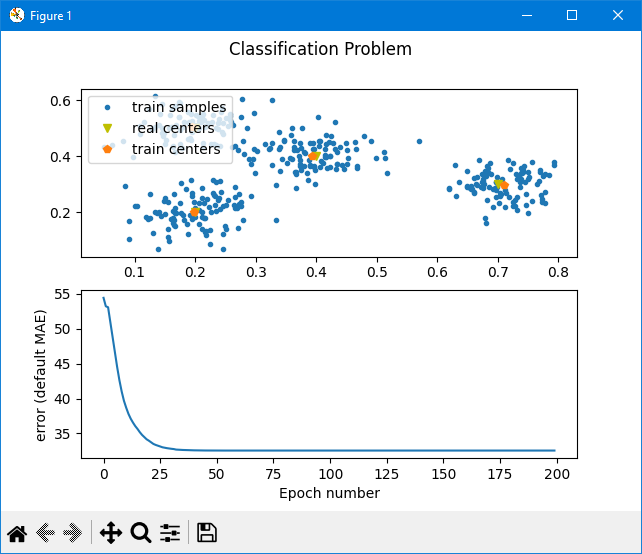 Figure 1
Classification Problem
train samples
real centers
train centers
0.6
0.4
0.2
0.1 0.2 0.3 0.4 0.5 0.6 0.7 0.8
error (default MAE)
55
50
45
40
35
0 25 50 75 100 125 150 175 200
Epoch number